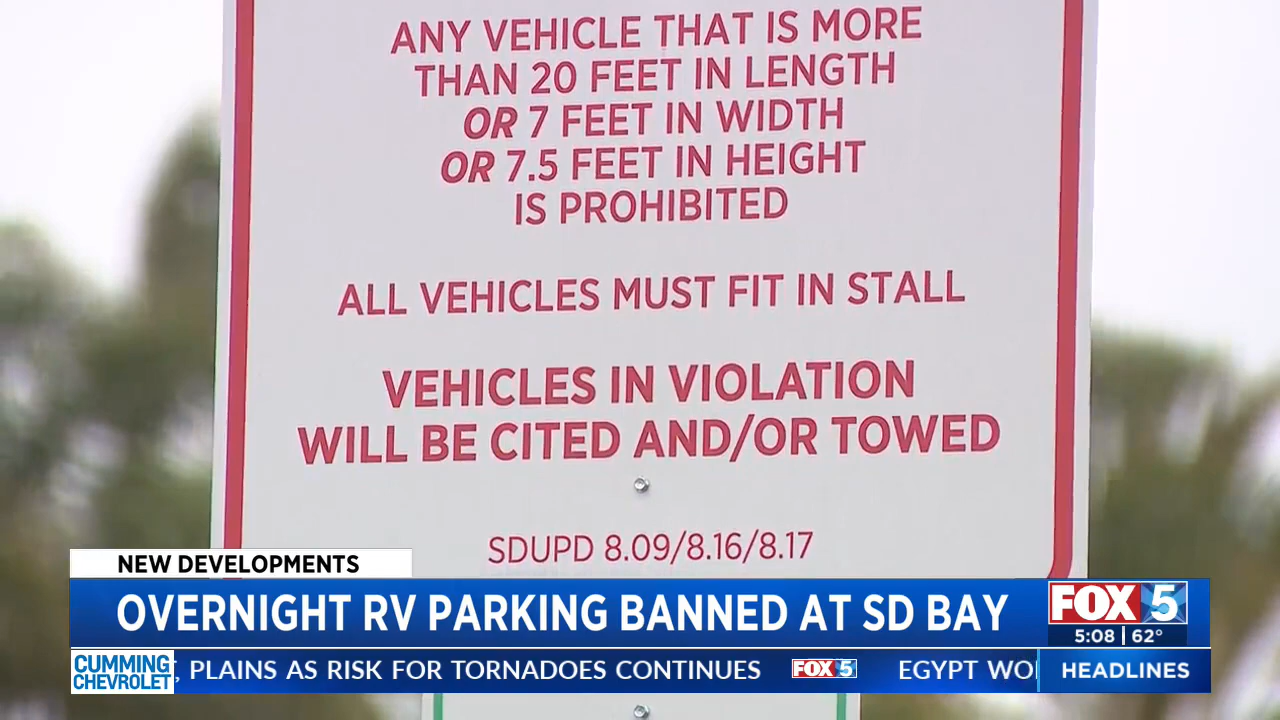 ANY VEHICLE THAT IS MORE
THAN 20 FEET IN LENGTH
OR 7 FEET IN WIDTH
OR 7.5 FEET IN HEIGHT
IS PROHIBITED
ALL VEHICLES MUST FIT IN STALL
VEHICLES IN VIOLATION
WILL BE CITED AND/OR TOWED
SDUPD 8.09/8.16/8.17
NEW DEVELOPMENTS
OVERNIGHT RV PARKING BANNED AT SD BAY
FOX 5
5:08 | 62°
CUMMING
CHEVROLET
, PLAINS AS RISK FOR TORNADOES CONTINUES FOX 5 EGYPT
HEADLINES